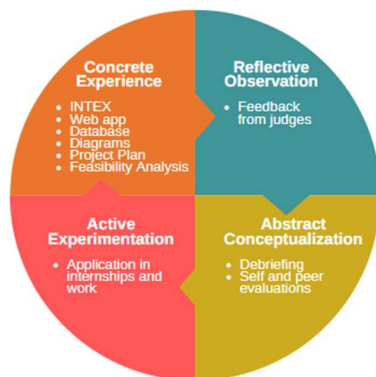 Concrete
Experience
• INTEX
• Web app
• Database
• Diagrams
• Project Plan
• Feasibility Analysis
Reflective
Observation
• Feedback
from judges
Active
Experimentation
• Application in
internships and
work
Abstract
Conceptualization
• Debriefing
• Self and peer
evaluations